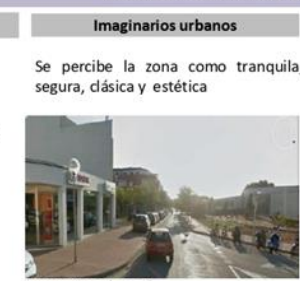 Imaginarios urbanos
Se percibe la zona como tranquila,
segura, clásica y estética